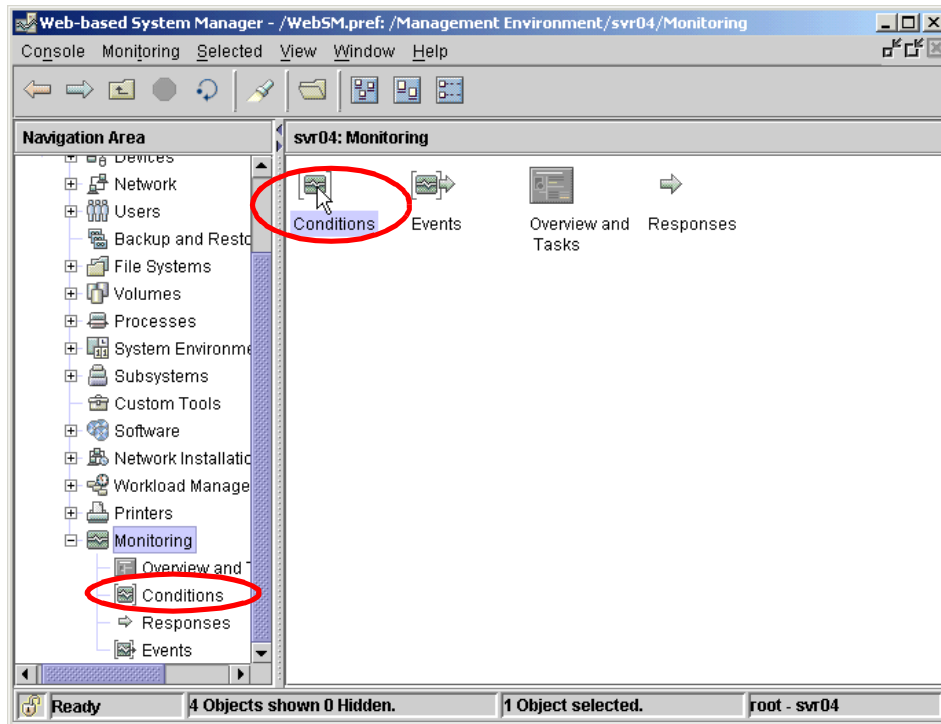 Web-based System Manager - /WebSM.pref: /Management Environment/svr04/Monitoring
Console Monitoring Selected View Window Help
Navigation Area
svr04: Monitoring
Devices
Network
Users
Backup and Resto
File Systems
Volumes
Processes
System Environme
Subsystems
Custom Tools
Software
Network Installatic
Workload Manage
Printers
Monitoring
Overview and T
Conditions
Responses
Events
Conditions
Events
Overview and
Tasks
Responses
Ready
4 Objects shown 0 Hidden.
1 Object selected.
root - svr04